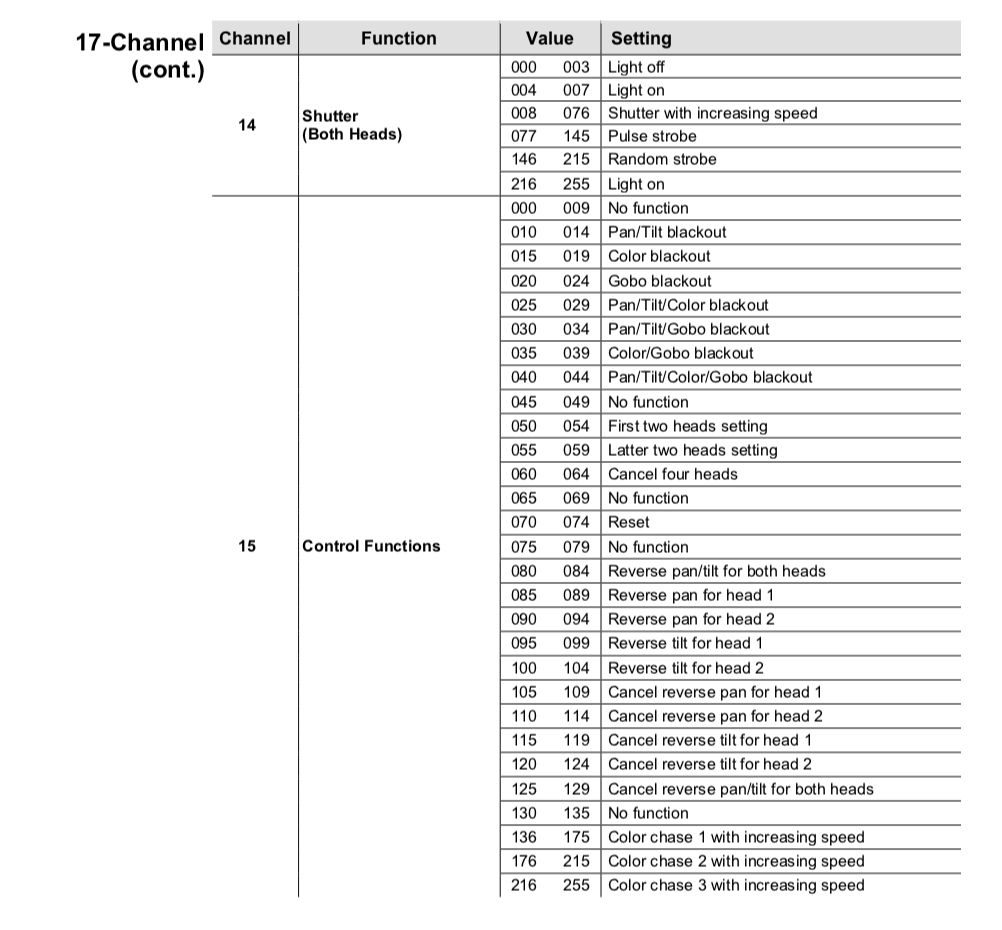 17-Channel
(cont.)
Channel Function Value Setting
14 Shutter
(Both Heads)
000 003 Light off
004 007 Light on
008 076 Shutter with increasing speed
077 145 Pulse strobe
146 215 Random strobe
216 255 Light on
15 Control Functions
000 009 No function
010 014 Pan/Tilt blackout
015 019 Color blackout
020 024 Gobo blackout
025 029 Pan/Tilt/Color blackout
030 034 Pan/Tilt/Gobo blackout
035 039 Color/Gobo blackout
040 044 Pan/Tilt/Color/Gobo blackout
045 049 No function
050 054 First two heads setting
055 059 Latter two heads setting
060 064 Cancel four heads
065 069 No function
070 074 Reset
075 079 No function
080 084 Reverse pan/tilt for both heads
085 089 Reverse pan for head 1
090 094 Reverse pan for head 2
095 099 Reverse tilt for head 1
100 104 Reverse tilt for head 2
105 109 Cancel reverse pan for head 1
110 114 Cancel reverse pan for head 2
115 119 Cancel reverse tilt for head 1
120 124 Cancel reverse tilt for head 2
125 129 Cancel reverse pan/tilt for both heads
130 135 No function
136 175 Color chase 1 with increasing speed
176 215 Color chase 2 with increasing speed
216 255 Color chase 3 with increasing speed